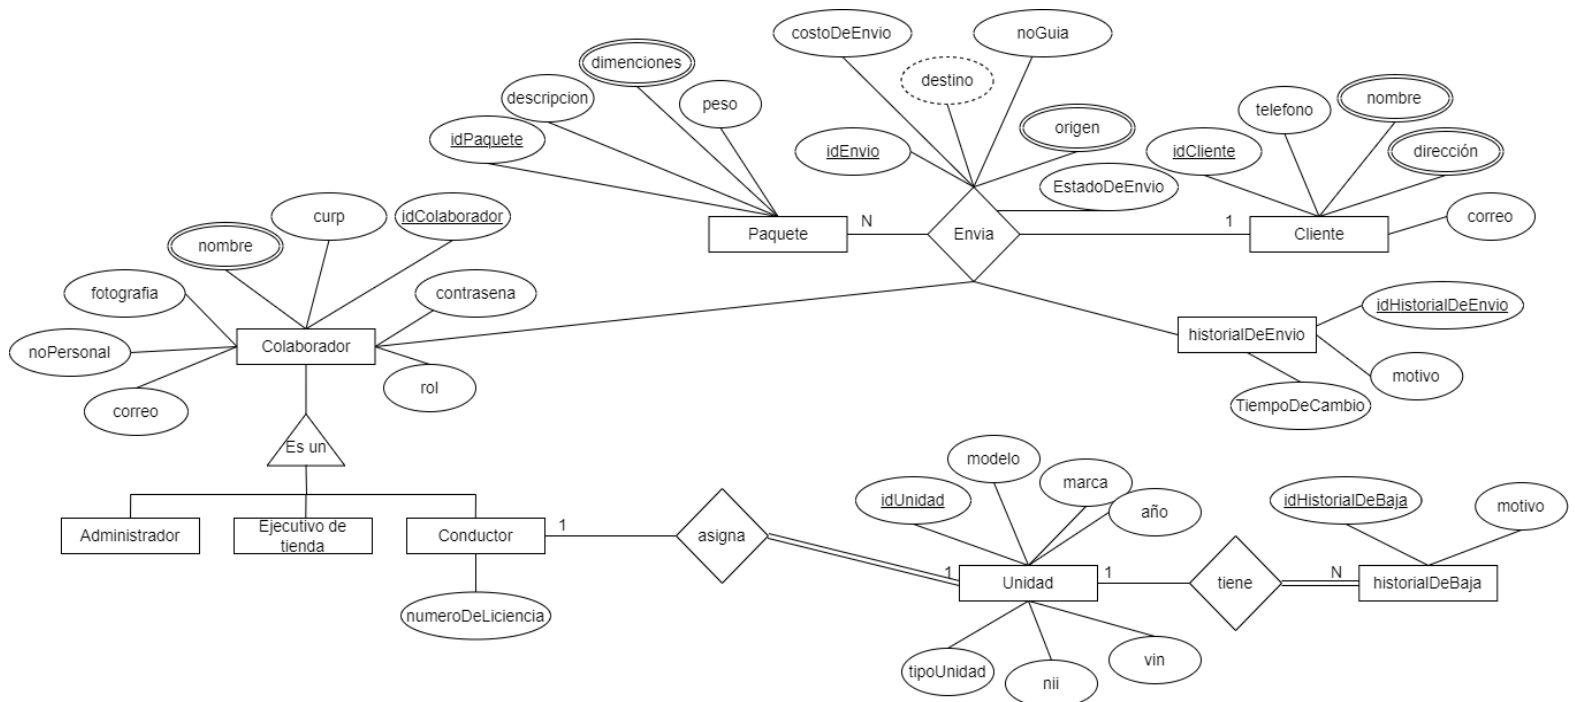 costoDeEnvio
noGuia
dimenciones
destino
descripcion
peso
telefono
nombre
idPaquete
idEnvio
origen
idCliente
dirección
EstadoDeEnvio
curp
idColaborador
nombre
Paquete
N
Envia
1
Cliente
correo
fotografia
contrasena
idHistorialDeEnvio
noPersonal
Colaborador
historialDeEnvio
rol
motivo
correo
TiempoDeCambio
Es un
modelo
marca
idUnidad
año
idHistorialDeBaja
motivo
Administrador
Ejecutivo de
tienda
Conductor
1
asigna
1
Unidad
1
tiene
N
historialDeBaja
numeroDeLiciencia
tipoUnidad
nii
vin